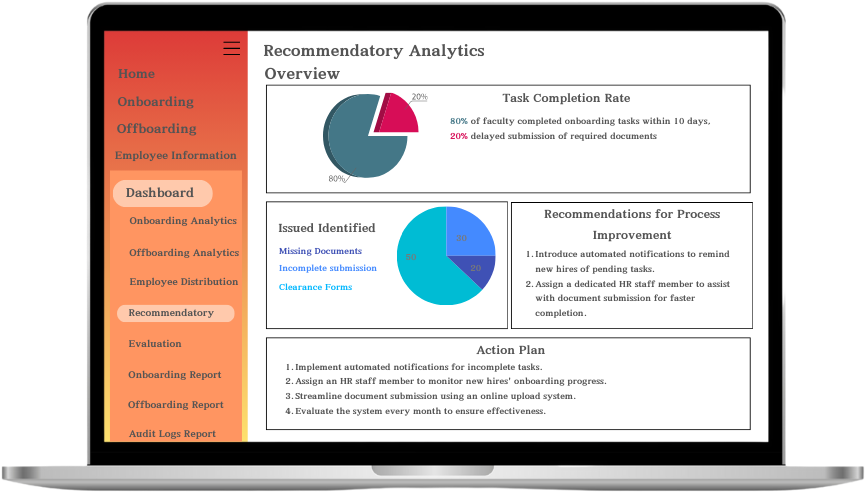 Home
Onboarding
Offboarding
Employee Information
Dashboard
Onboarding Analytics
Offboarding Analytics
Employee Distribution
Recommendatory
Evaluation
Onboarding Report
Offboarding Report
Audit Logs Report
Recommendatory Analytics
Overview
20%
80%
Task Completion Rate
80% of faculty completed onboarding tasks within 10 days,
20% delayed submission of required documents
Issued Identified
Missing Documents
Incomplete submission
Clearance Forms
20
Recommendations for Process
Improvement
1. Introduce automated notifications to remind
new hires of pending tasks.
2. Assign a dedicated HR staff member to assist
with document submission for faster
completion.
Action Plan
1. Implement automated notifications for incomplete tasks.
2. Assign an HR staff member to monitor new hires' onboarding progress.
3. Streamline document submission using an online upload system.
4. Evaluate the system every month to ensure effectiveness.